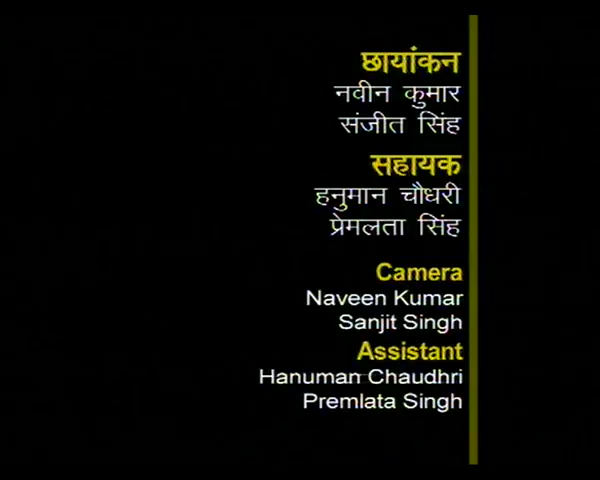 छायांकन
नवीन कुमार
संजीत सिंह
सहायक
हनुमान चौधरी
प्रेमलता सिंह
Camera
Naveen Kumar
Sanjit Singh
Assistant
Hanuman Chaudhri
Premlata Singh